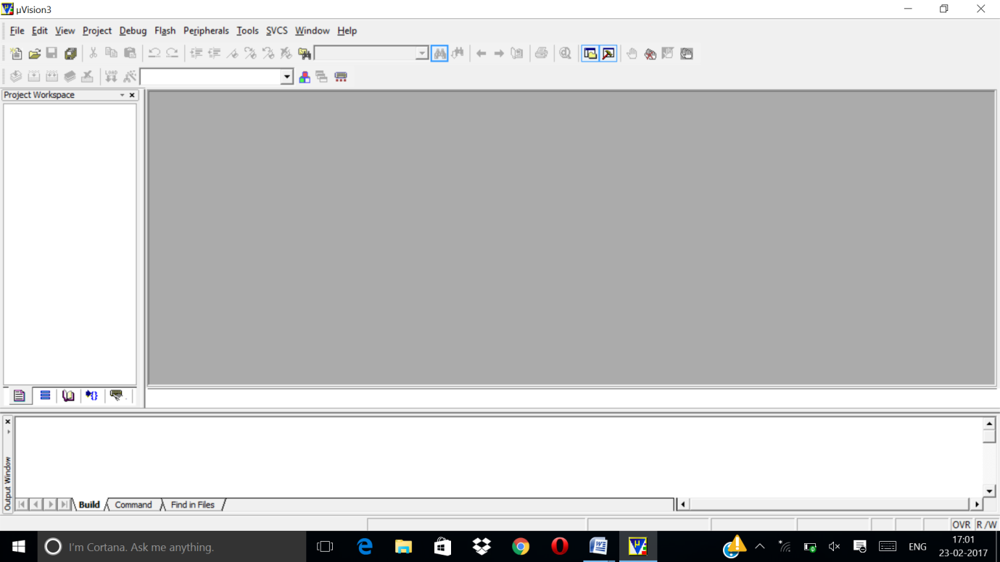 µVision3
File Edit View Project Debug Flash Peripherals Tools SVCS Window Help
LOAD
Project Workspace
Output Window
Build Command Find in Files
OVR R/W
I'm Cortana. Ask me anything.
ENG
17:01
23-02-2017